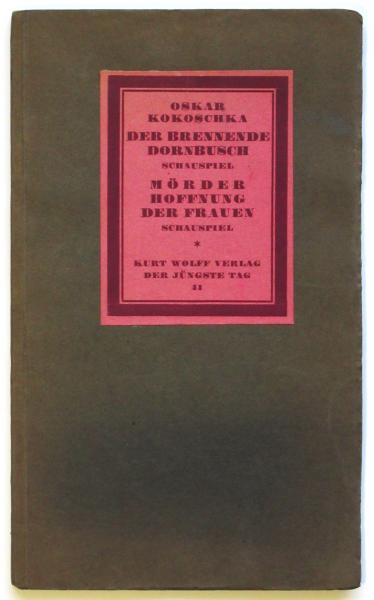 OSKAR
KOKOSCHKA
DER BRENNENDE
DORNBUSCH
SCHAUSPIEL
MÖRDER
HOFFNUNG
DER FRAUEN
SCHAUSPIEL
*
KURT WOLFF VERLAG
DER JÜNGSTE TAG
41